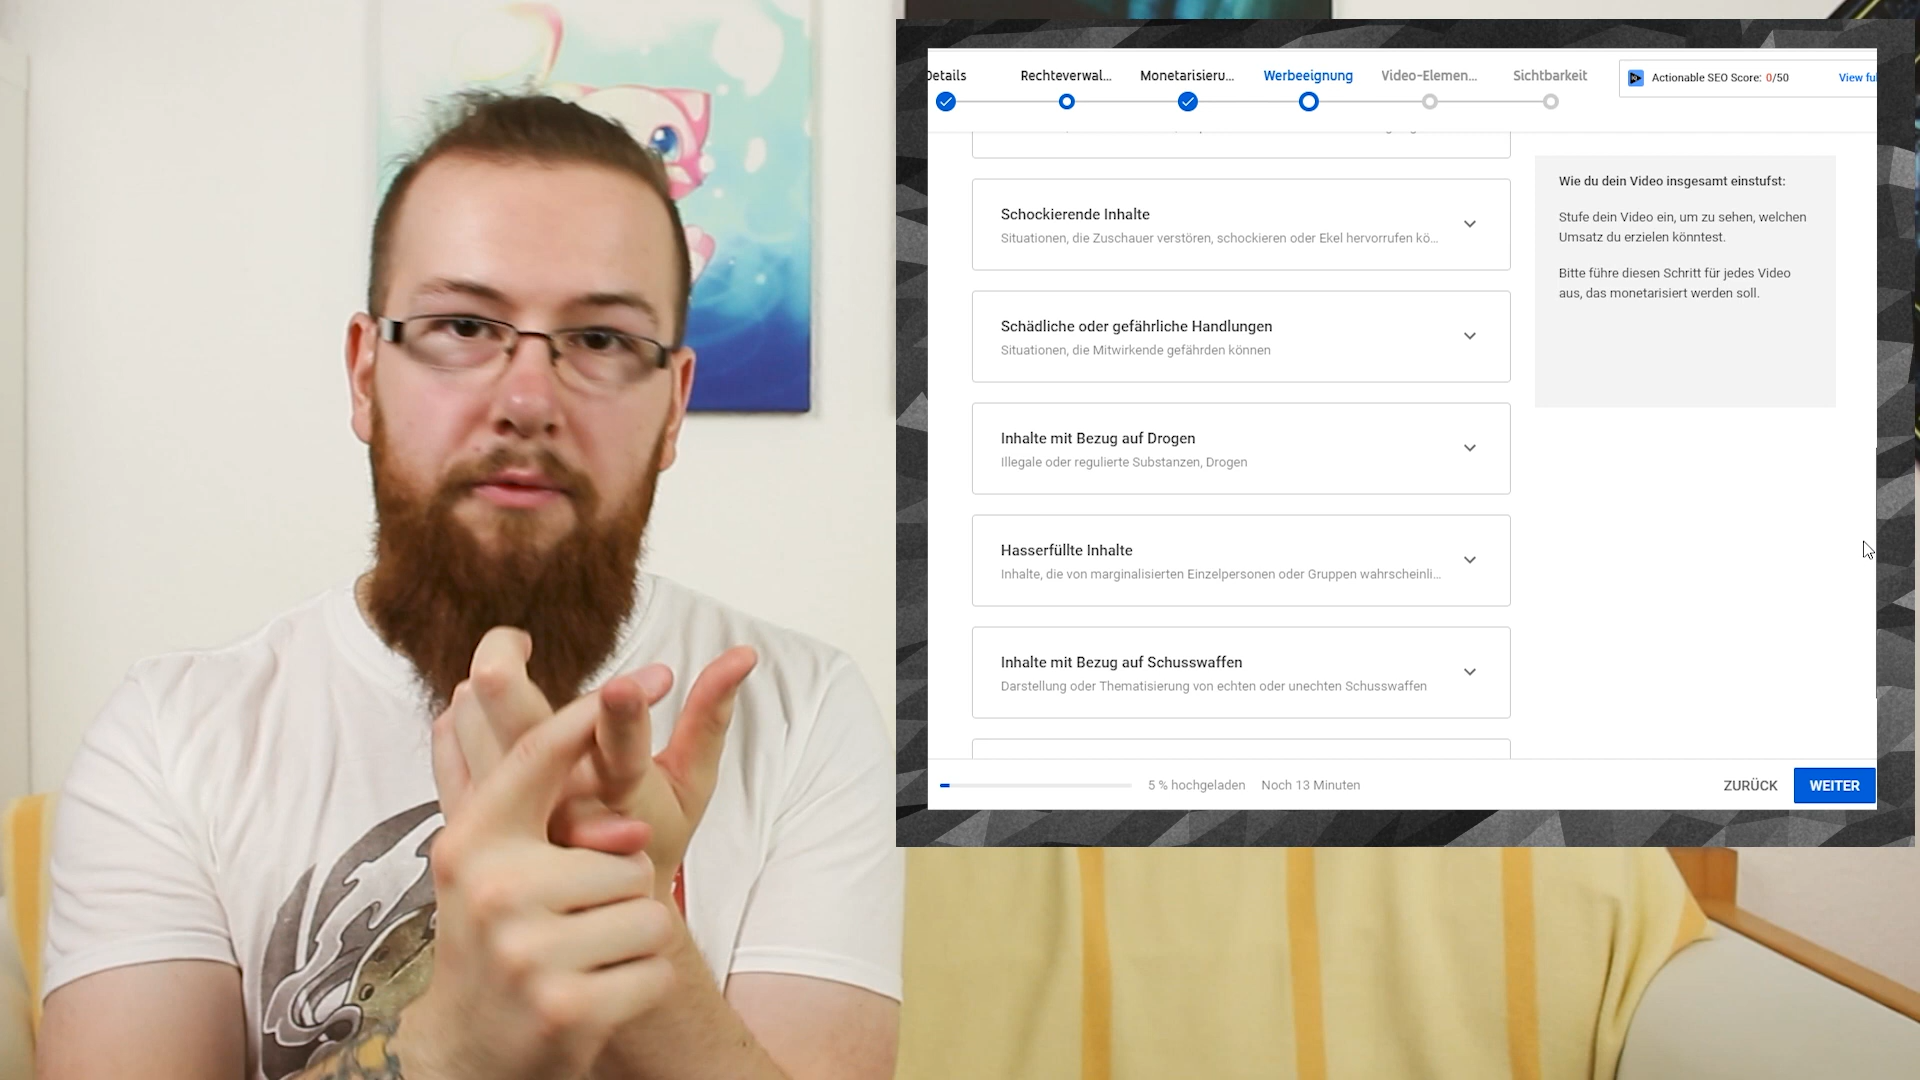 Details
Rechteverwal...
Monetarisieru...
Werbeeignung
Video-Elemen...
Sichtbarkeit
Actionable SEO Score: 0/50
View ful
Schockierende Inhalte
Situationen, die Zuschauer verstören, schockieren oder Ekel hervorrufen kö...
Schädliche oder gefährliche Handlungen
Situationen, die Mitwirkende gefährden können
Inhalte mit Bezug auf Drogen
Illegale oder regulierte Substanzen, Drogen
Hasserfüllte Inhalte
Inhalte, die von marginalisierten Einzelpersonen oder Gruppen wahrscheinli...
Inhalte mit Bezug auf Schusswaffen
Darstellung oder Thematisierung von echten oder unechten Schusswaffen
Wie du dein Video insgesamt einstufst:
Stufe dein Video ein, um zu sehen, welchen
Umsatz du erzielen könntest.
Bitte führe diesen Schritt für jedes Video
aus, das monetarisiert werden soll.
5 % hochgeladen
Noch 13 Minuten
ZURÜCK
WEITER